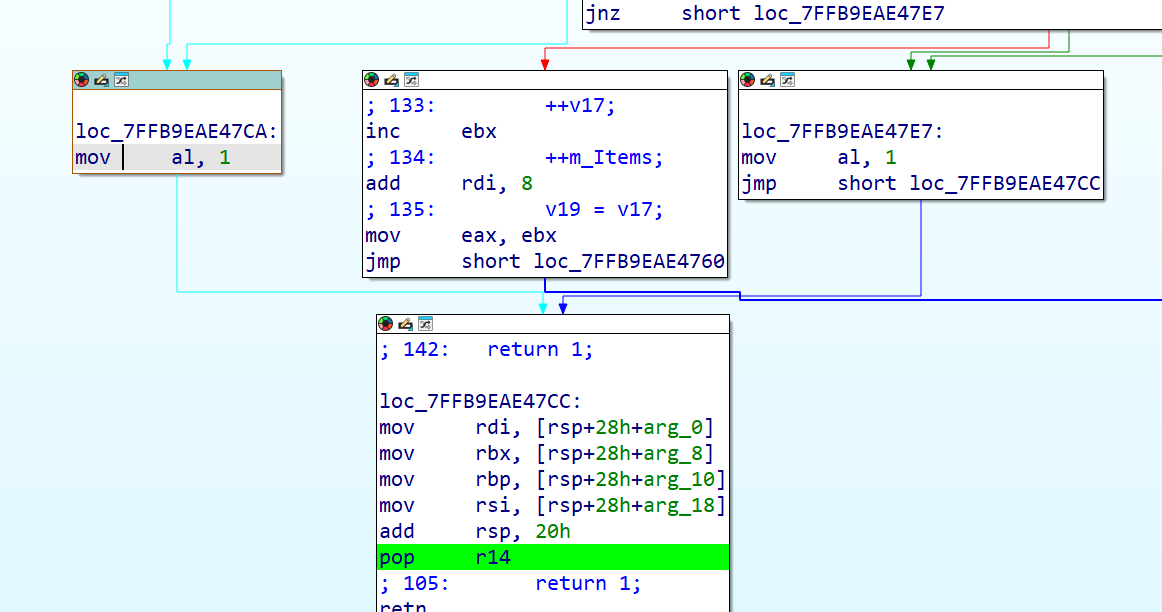 jnz     short loc_7FFB9EAE47E7
loc_7FFB9EAE47CA:
mov     al, 1
; 133:         ++v17;
inc     ebx
; 134:         ++m_Items;
add     rdi, 8
; 135:         v19 = v17;
mov     eax, ebx
jmp     short loc_7FFB9EAE4760
loc_7FFB9EAE47E7:
mov     al, 1
jmp     short loc_7FFB9EAE47CC
; 142:   return 1;
loc_7FFB9EAE47CC:
mov     rdi, [rsp+28h+arg_0]
mov     rbx, [rsp+28h+arg_8]
mov     rbp, [rsp+28h+arg_10]
mov     rsi, [rsp+28h+arg_18]
add     rsp, 20h
pop     r14
; 105:       return 1;
retn